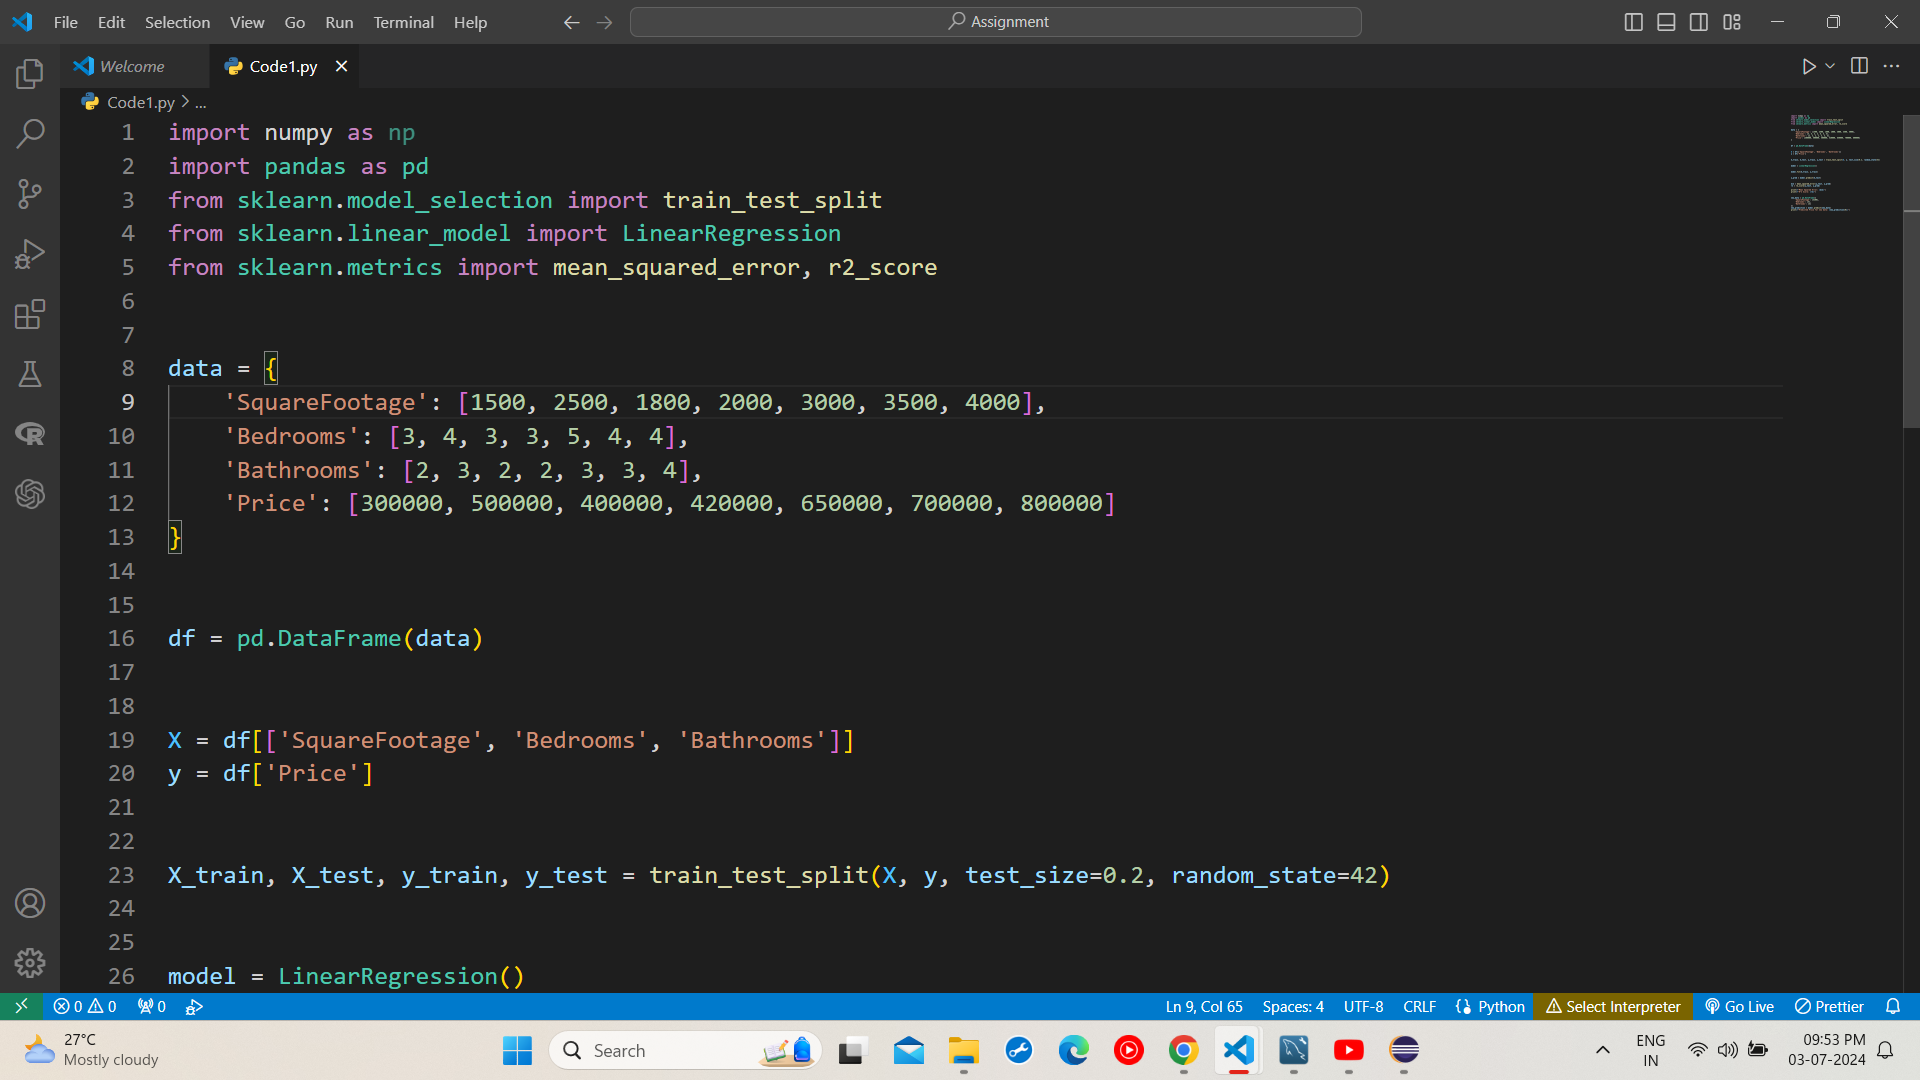 File Edit Selection View Go Run Terminal Help Assignment
Welcome Code1.py
Code1.py > ...
1 import numpy as np
2 import pandas as pd
3 from sklearn.model_selection import train_test_split
4 from sklearn.linear_model import LinearRegression
5 from sklearn.metrics import mean_squared_error, r2_score
6
7
8 data = {
9     'SquareFootage': [1500, 2500, 1800, 2000, 3000, 3500, 4000],
10     'Bedrooms': [3, 4, 3, 3, 5, 4, 4],
11     'Bathrooms': [2, 3, 2, 2, 3, 3, 4],
12     'Price': [300000, 500000, 400000, 420000, 650000, 700000, 800000]
13 }
14
15
16 df = pd.DataFrame(data)
17
18
19 X = df[['SquareFootage', 'Bedrooms', 'Bathrooms']]
20 y = df['Price']
21
22
23 X_train, X_test, y_train, y_test = train_test_split(X, y, test_size=0.2, random_state=42)
24
25
26 model = LinearRegression()
0 0 0 Ln 9, Col 65 Spaces: 4 UTF-8 CRLF {} Python Select Interpreter Go Live Prettier
27°C
Mostly cloudy
Search
ENG
IN
09:53 PM
03-07-2024